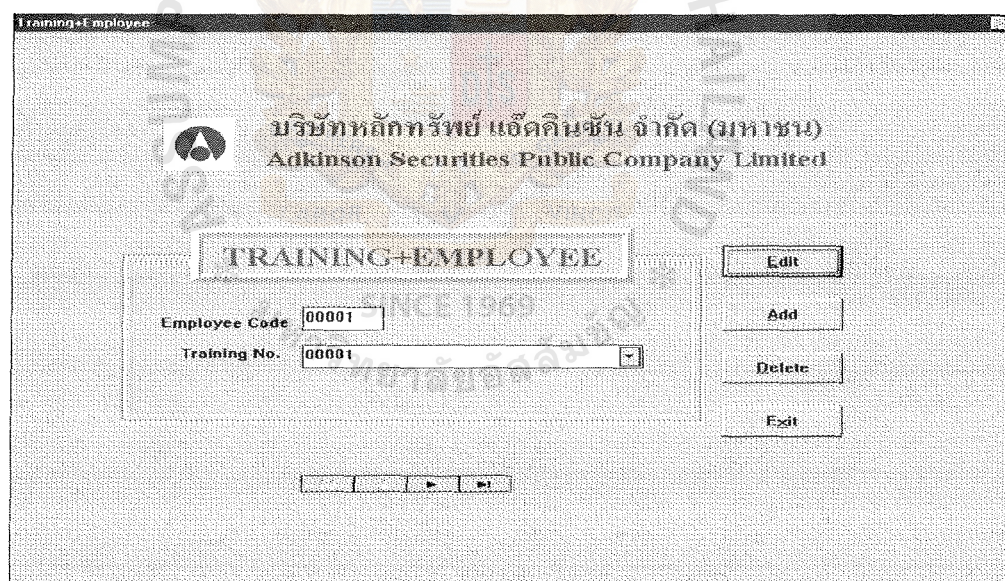 Training+Employee
บริษัทหลักทรัพย์ แอ๊ดคินซัน จำกัด (มหาชน)
Adkinson Securities Public Company Limited
TRAINING+EMPLOYEE
Edit
SINCE 1969
Employee Code 00001
Add
Training No. 00001
Delete
Exit